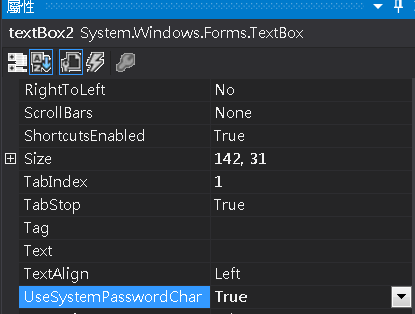 屬性
textBox2 System.Windows.Forms.TextBox
RightToLeft No
ScrollBars None
ShortcutsEnabled True
Size 142, 31
TabIndex 1
TabStop True
Tag
Text
TextAlign Left
UseSystemPasswordChar True